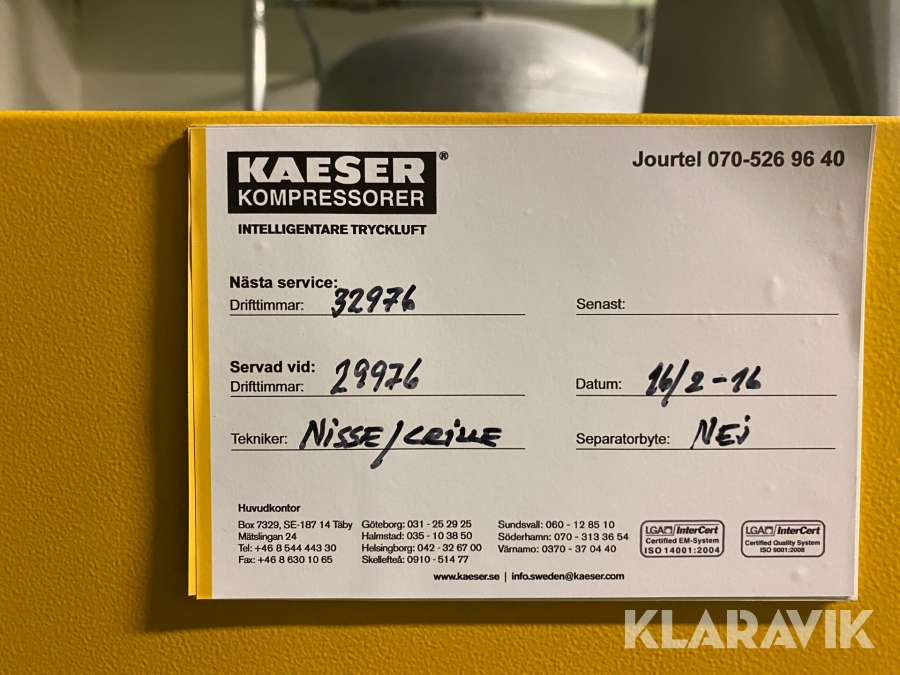 KAESER®
KOMPRESSORER
INTELLIGENTARE TRYCKLUFT
Jourtel 070-526 96 40
Nästa service:
Drifttimmar: 32976
Senast:
Servad vid:
Drifttimmar: 29976
Datum: 16/2-16
Tekniker: NISSE/
Separatorbyte: NEJ
Huvudkontor
Box 7329, SE-187 14 Täby
Mätslingan 24
Tel: +46 8 544 443 30
Fax: +46 8 630 10 65
Göteborg: 031 - 25 29 25
Halmstad: 035 - 10 38 50
Helsingborg: 042 - 32 67 00
Skellefteå: 0910 - 514 77
Sundsvall: 060 - 12 85 10
Söderhamn: 070 - 313 36 54
Värnamo: 0370 - 37 04 40
www.kaeser.se | info.sweden@kaeser.com
LGA InterCert
Certified EM-System
ISO 14001:2004
LGA InterCert
Certified Quality System
ISO 9001:2008
KLARAVIK